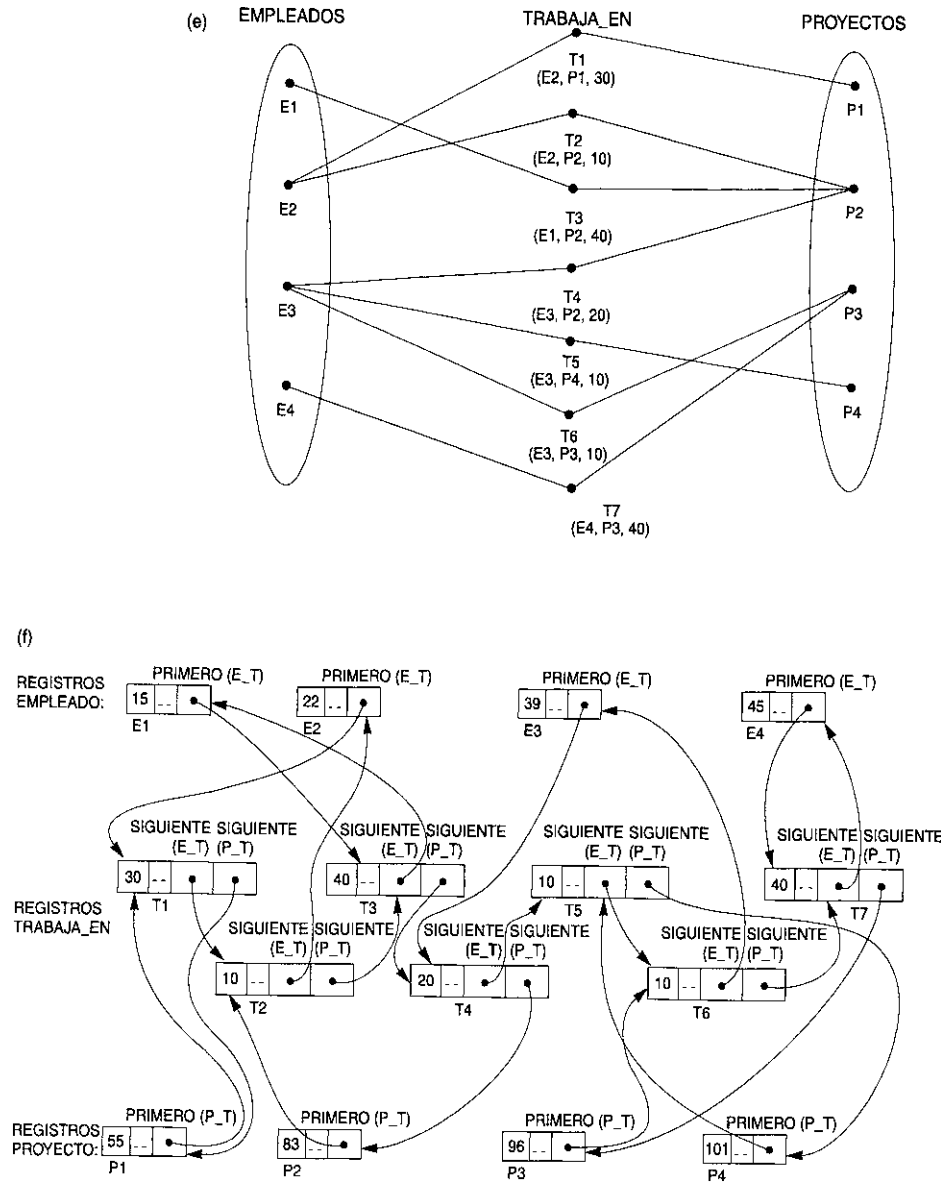 (e) EMPLEADOS TRABAJA_EN PROYECTOS
T1
(E2, P1, 30)
E1 P1
T2
(E2, P2, 10)
E2 P2
T3
(E1, P2, 40)
E3 P3
T4
(E3, P2, 20)
T5
(E3, P4, 10)
E4 P4
T6
(E3, P3, 10)
T7
(E4, P3, 40)
(f)
REGISTROS
EMPLEADO:
PRIMERO (E_T) PRIMERO (E_T) PRIMERO (E_T) PRIMERO (E_T)
15 -- 22 -- 39 -- 45 --
E1 E2 E3 E4
SIGUIENTE SIGUIENTE SIGUIENTE SIGUIENTE SIGUIENTE SIGUIENTE SIGUIENTE SIGUIENTE
(E_T) (P_T) (E_T) (P_T) (E_T) (P_T) (E_T) (P_T)
30 -- 40 -- 10 -- 40 --
T1 T3 T5 T7
REGISTROS
TRABAJA_EN
SIGUIENTE SIGUIENTE SIGUIENTE SIGUIENTE SIGUIENTE SIGUIENTE
(E_T) (P_T) (E_T) (P_T) (E_T) (P_T)
10 -- 20 -- 10 --
T2 T4 T6
REGISTROS
PROYECTO:
PRIMERO (P_T) PRIMERO (P_T) PRIMERO (P_T) PRIMERO (P_T)
55 -- 83 -- 96 -- 101 --
P1 P2 P3 P4